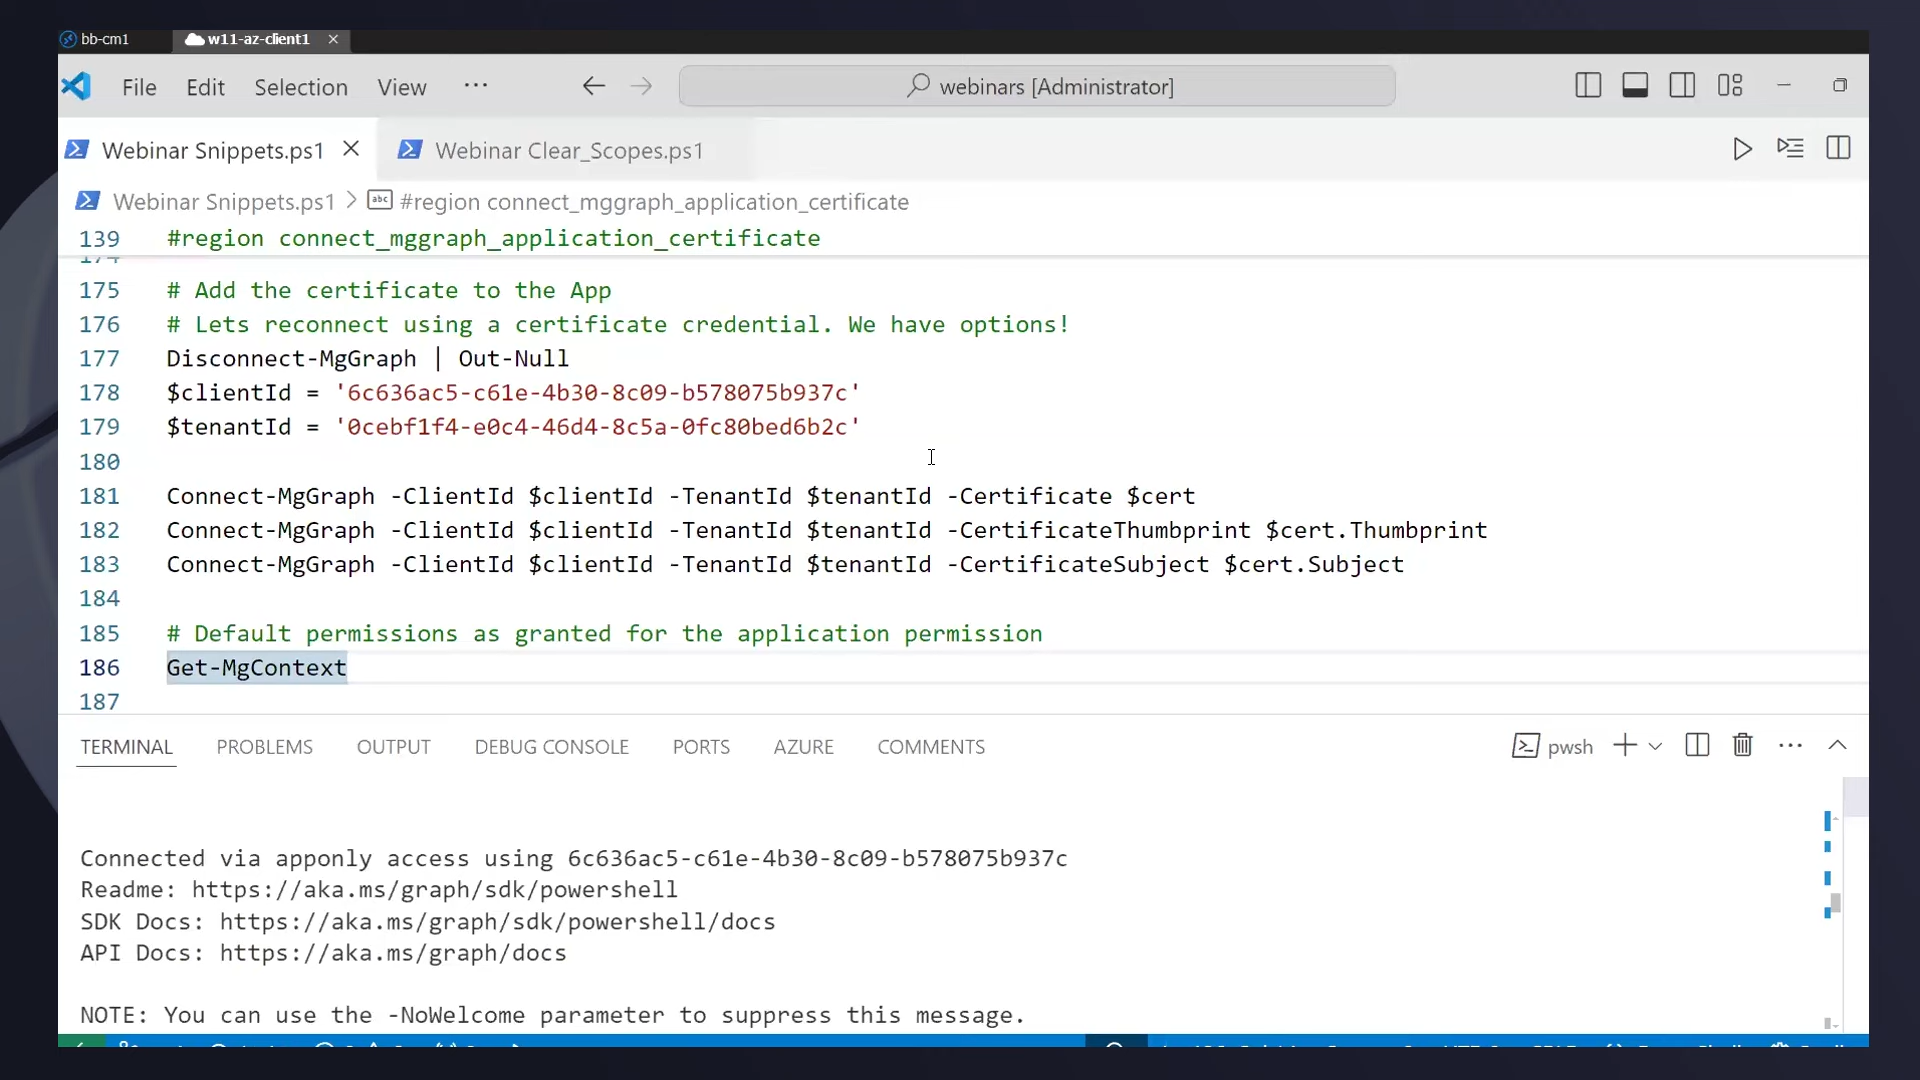 bb-cm1
w11-az-client1
File Edit Selection View ...
webinars [Administrator]
Webinar Snippets.ps1
Webinar Clear_Scopes.ps1
Webinar Snippets.ps1 > abc #region connect_mggraph_application_certificate
139 #region connect_mggraph_application_certificate
174
175 # Add the certificate to the App
176 # Lets reconnect using a certificate credential. We have options!
177 Disconnect-MgGraph | Out-Null
178 $clientId = '6c636ac5-c61e-4b30-8c09-b578075b937c'
179 $tenantId = '0cebf1f4-e0c4-46d4-8c5a-0fc80bed6b2c'
180
181 Connect-MgGraph -ClientId $clientId -TenantId $tenantId -Certificate $cert
182 Connect-MgGraph -ClientId $clientId -TenantId $tenantId -CertificateThumbprint $cert.Thumbprint
183 Connect-MgGraph -ClientId $clientId -TenantId $tenantId -CertificateSubject $cert.Subject
184
185 # Default permissions as granted for the application permission
186 Get-MgContext
187
TERMINAL PROBLEMS OUTPUT DEBUG CONSOLE PORTS AZURE COMMENTS
pwsh
Connected via apponly access using 6c636ac5-c61e-4b30-8c09-b578075b937c
Readme: https://aka.ms/graph/sdk/powershell
SDK Docs: https://aka.ms/graph/sdk/powershell/docs
API Docs: https://aka.ms/graph/docs
NOTE: You can use the -NoWelcome parameter to suppress this message.